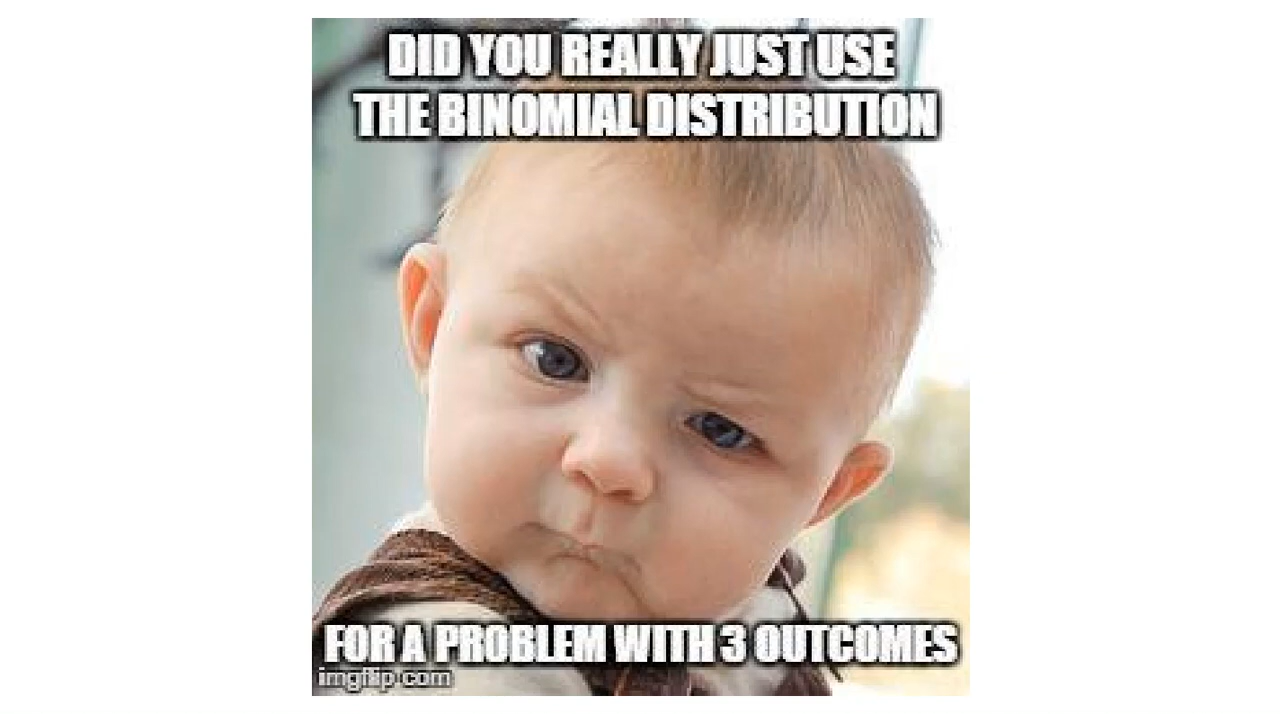 DID YOU REALLY JUST USE
THE BINOMIAL DISTRIBUTION
FOR A PROBLEM WITH 3 OUTCOMES
imgflip.com